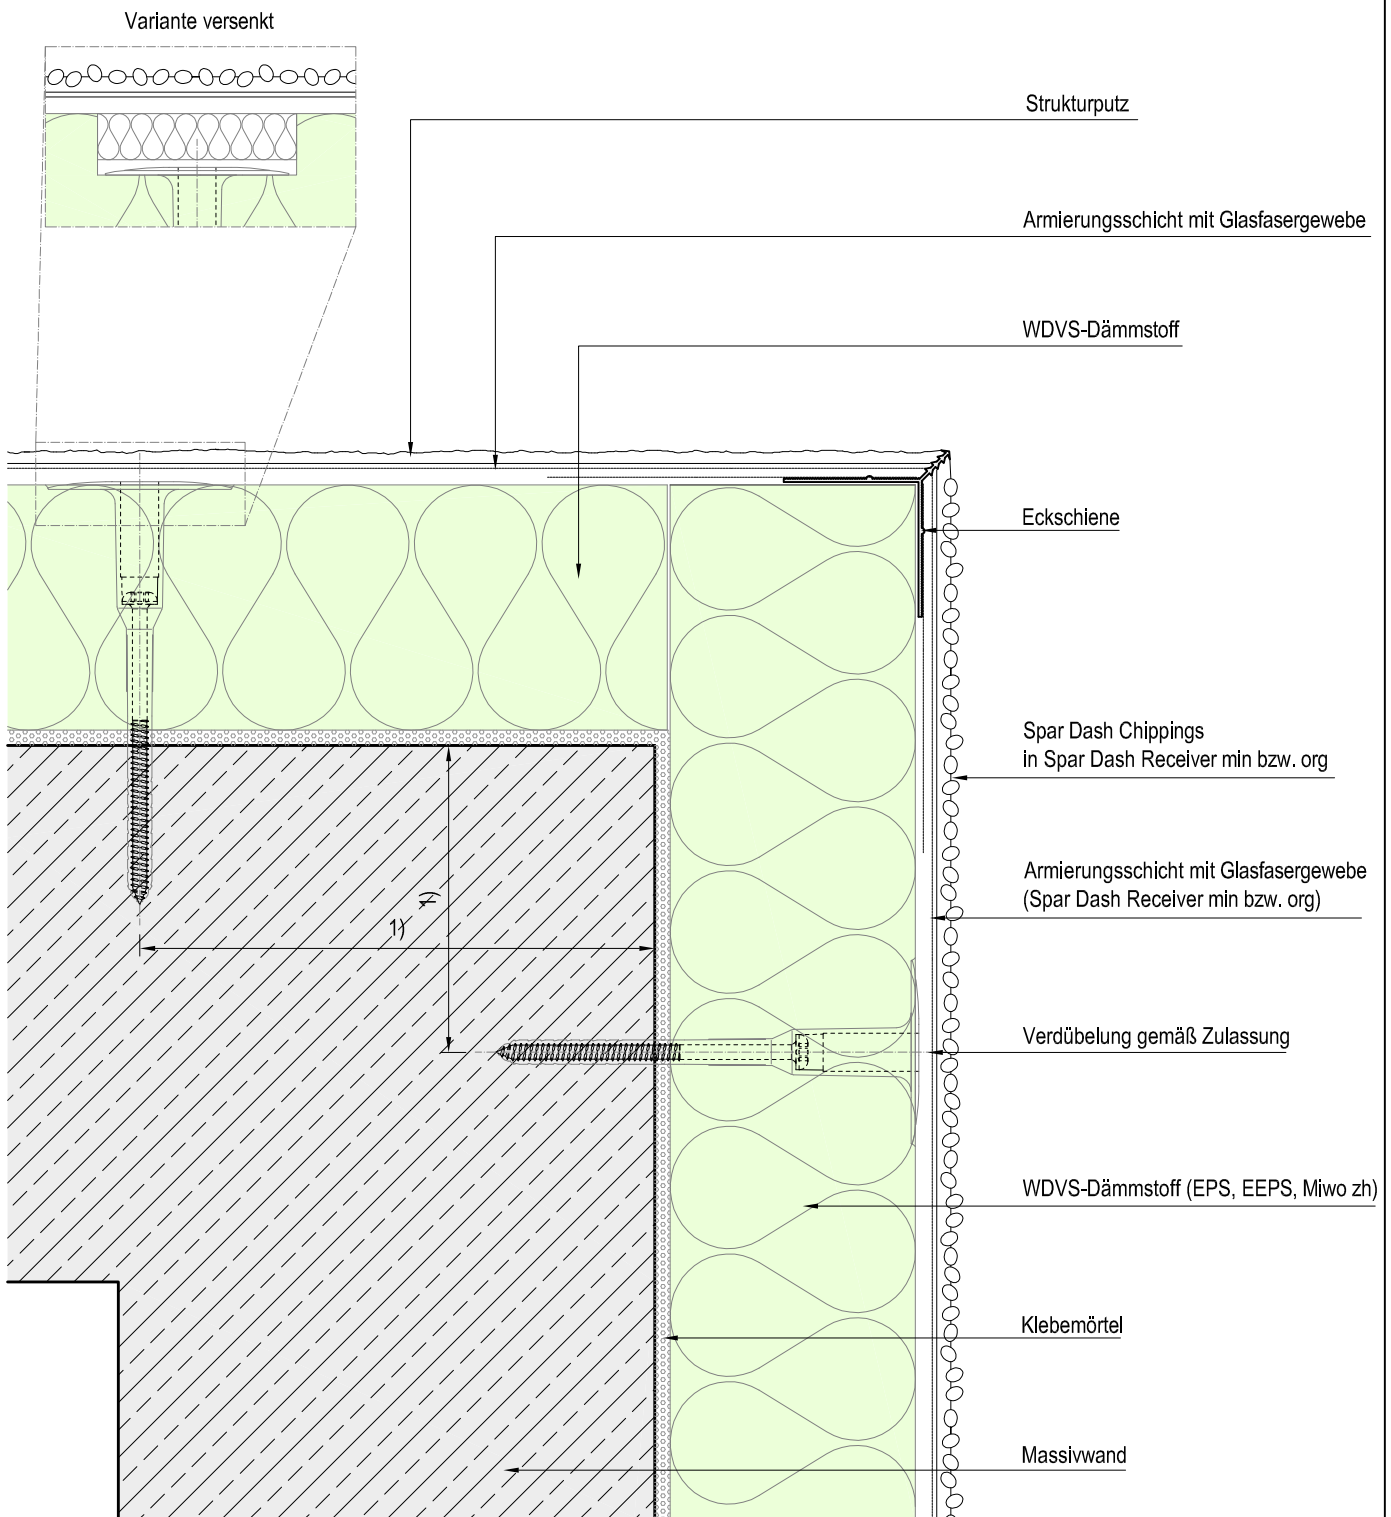 Variante versenkt
Strukturputz
Armierungsschicht mit Glasfasergewebe
WDVS-Dämmstoff
Eckschiene
Spar Dash Chippings
in Spar Dash Receiver min bzw. org
Armierungsschicht mit Glasfasergewebe
(Spar Dash Receiver min bzw. org)
1)
1)
Verdübelung gemäß Zulassung
WDVS-Dämmstoff (EPS, EEPS, Miwo zh)
Klebemörtel
Massivwand